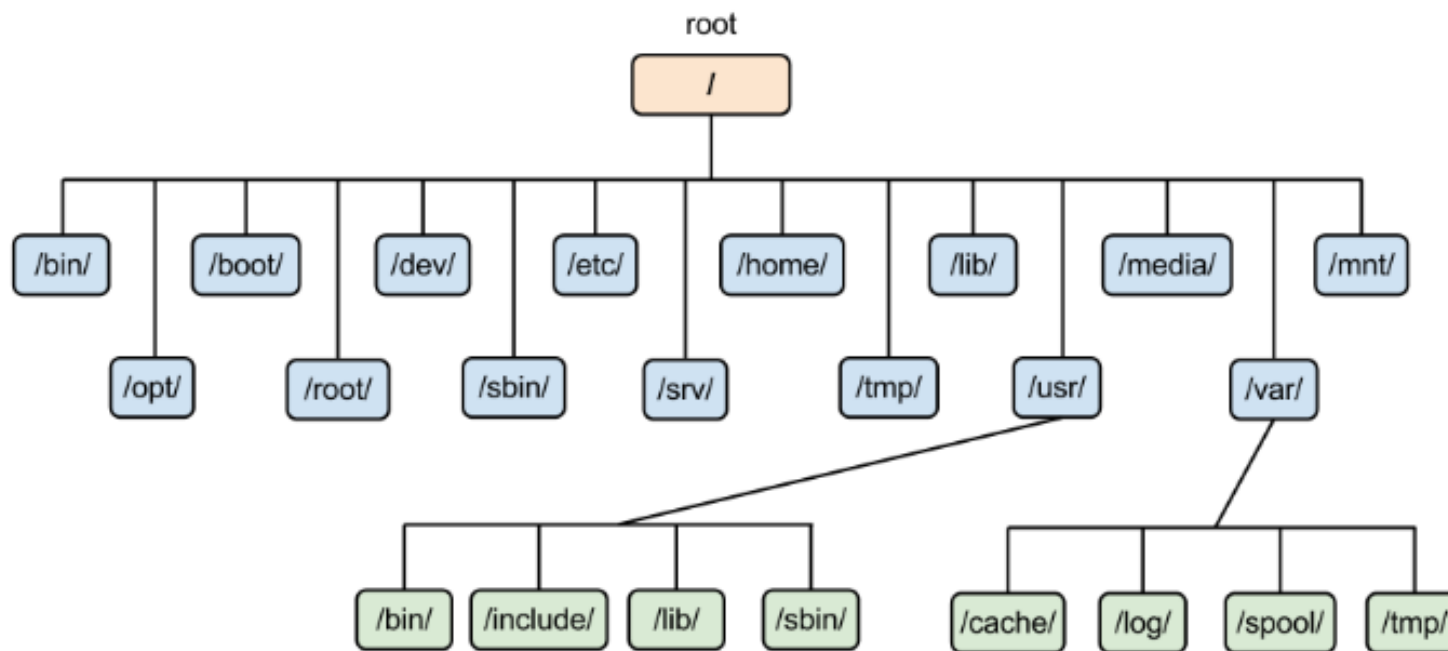 root
/
/bin/ /boot/ /dev/ /etc/ /home/ /lib/ /media/ /mnt/
/opt/ /root/ /sbin/ /srv/ /tmp/ /usr/ /var/
/bin/ /include/ /lib/ /sbin/ /cache/ /log/ /spool/ /tmp/